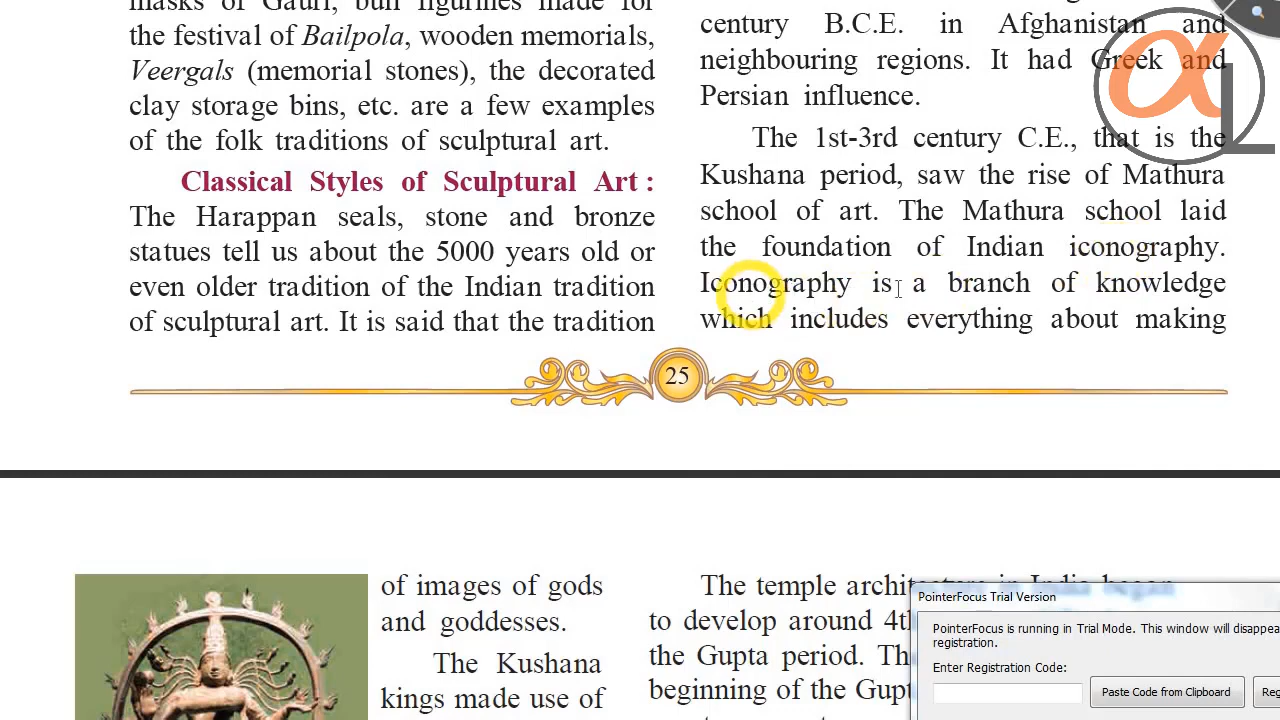 masks of Gauri, bull figurines made for
the festival of Bailpola, wooden memorials,
Veergals (memorial stones), the decorated
clay storage bins, etc. are a few examples
of the folk traditions of sculptural art.
Classical Styles of Sculptural Art :
The Harappan seals, stone and bronze
statues tell us about the 5000 years old or
even older tradition of the Indian tradition
of sculptural art. It is said that the tradition
century B.C.E. in Afghanistan and
neighbouring regions. It had Greek and
Persian influence.
The 1st-3rd century C.E., that is the
Kushana period, saw the rise of Mathura
school of art. The Mathura school laid
the foundation of Indian iconography.
Iconography is a branch of knowledge
which includes everything about making
25
of images of gods
and goddesses.
The Kushana
kings made use of
The temple architecture in India began
to develop around 4th
the Gupta period. Th
beginning of the Gupt
αL
PointerFocus Trial Version
PointerFocus is running in Trial Mode. This window will disappea
registration.
Enter Registration Code:
Paste Code from Clipboard
Reg